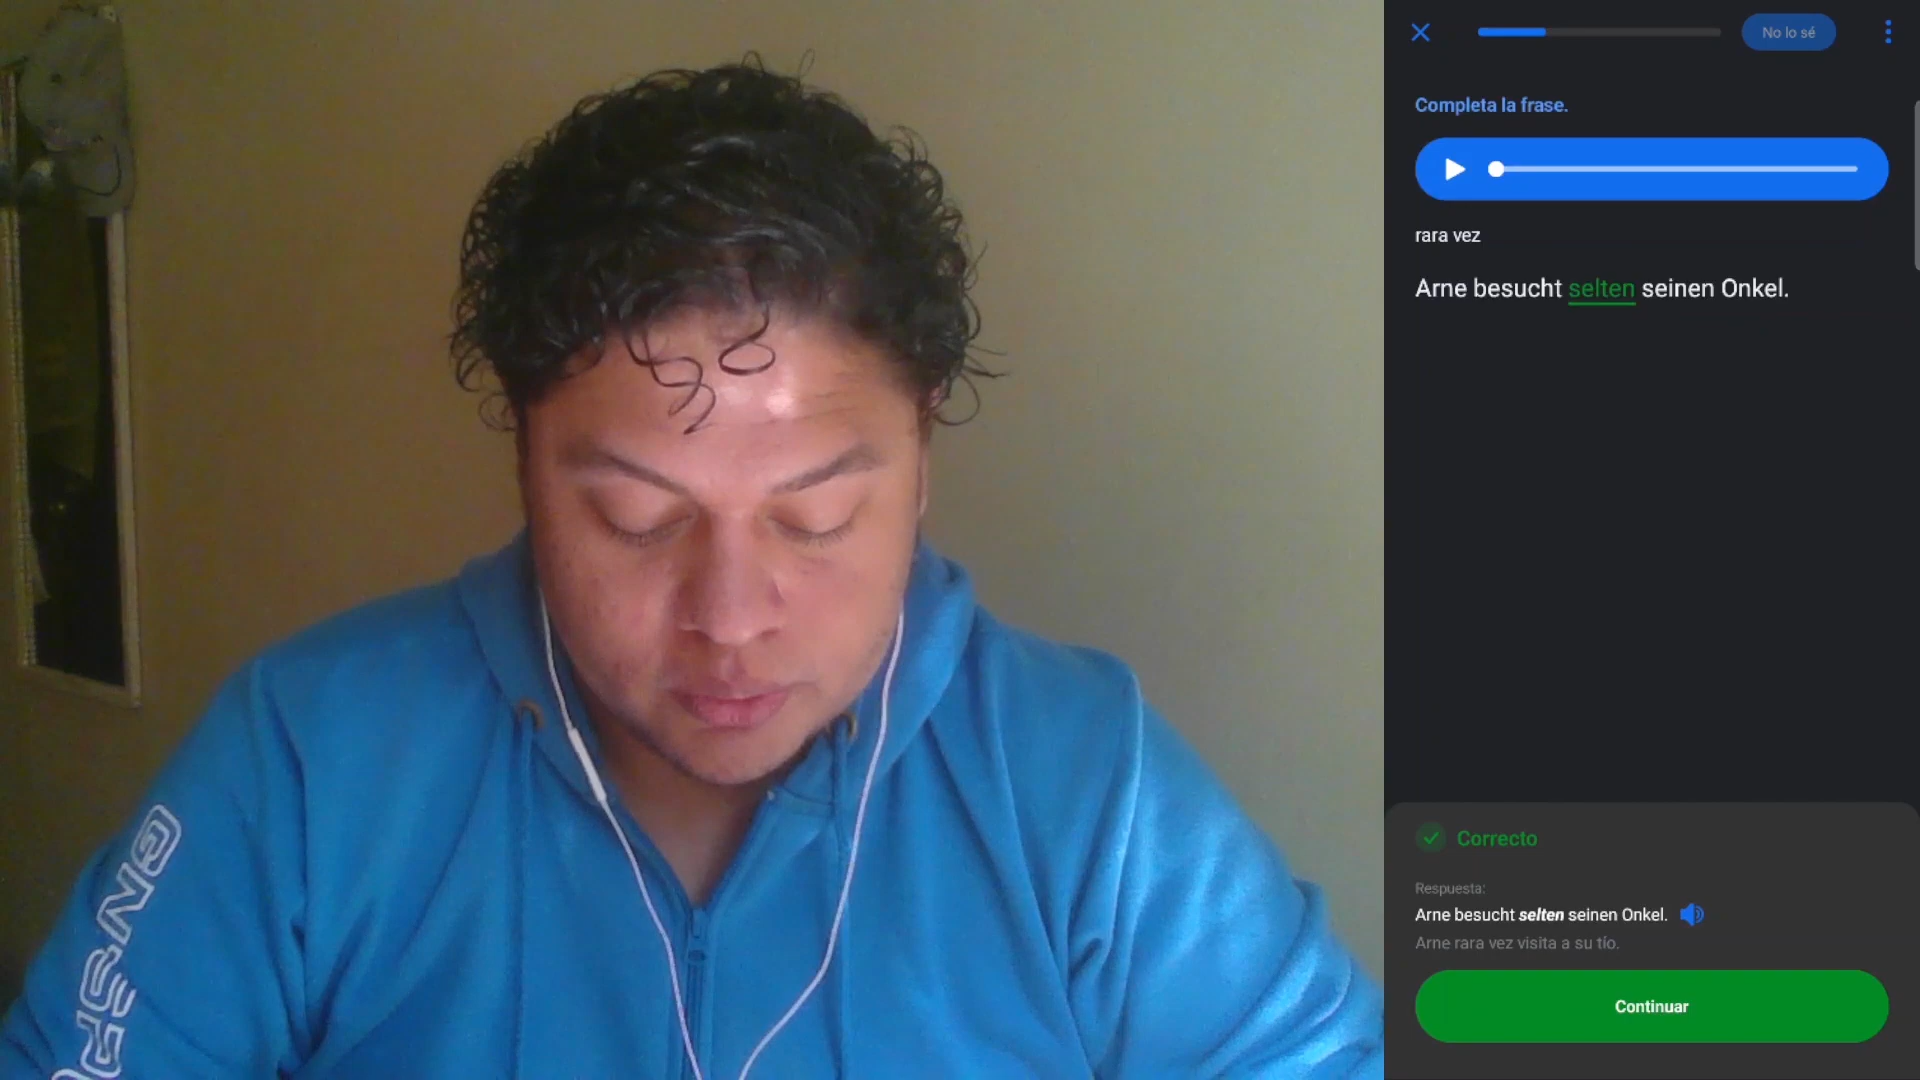 No lo sé
Completa la frase.
rara vez
Arne besucht selten seinen Onkel.
Correcto
Respuesta:
Arne besucht selten seinen Onkel.
Arne rara vez visita a su tío.
Continuar